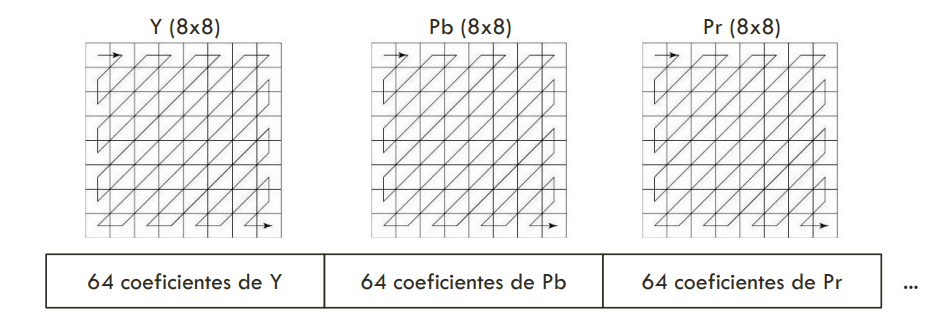 Y (8x8) Pb (8x8) Pr (8x8)
64 coeficientes de Y 64 coeficientes de Pb 64 coeficientes de Pr ...